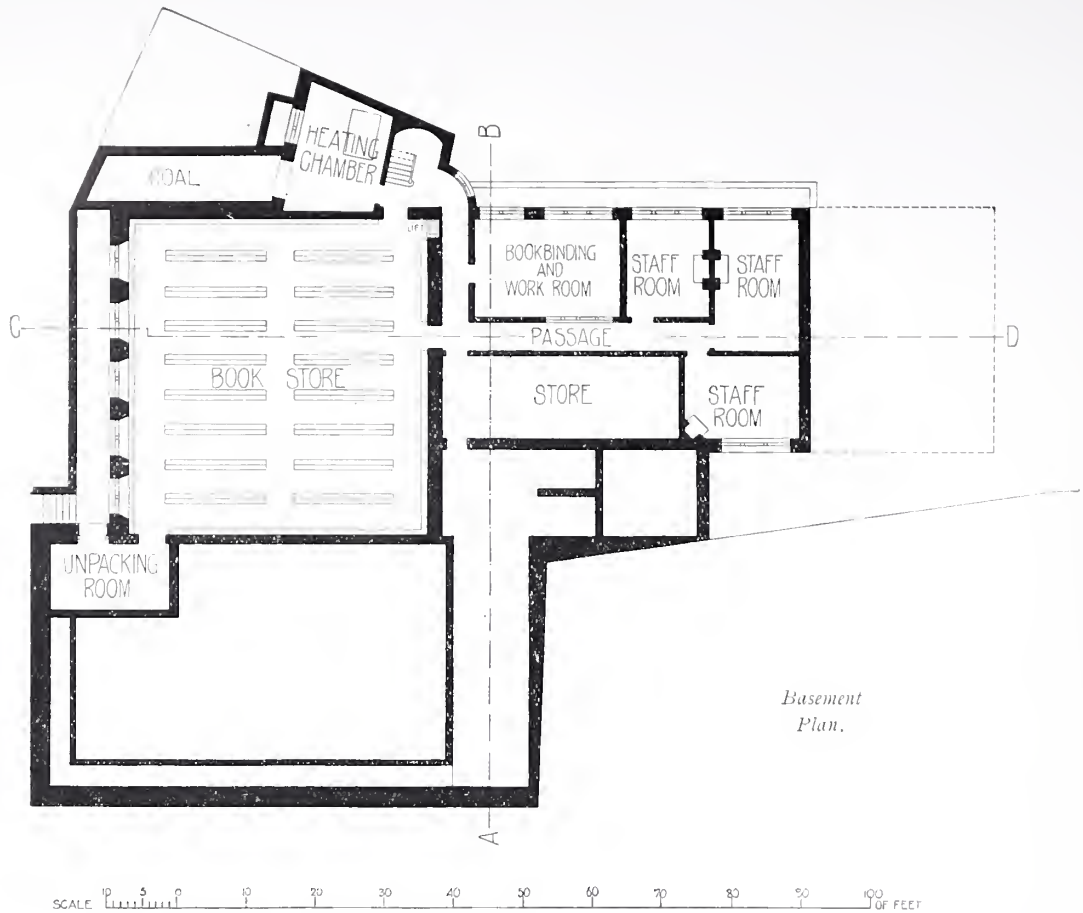 B
HEATING
CHAMBER
COAL
LIFT
BOOKBINDING
AND
WORK ROOM
STAFF
ROOM
STAFF
ROOM
C
D
PASSAGE
BOOK STORE
STORE
STAFF
ROOM
UNPACKING
ROOM
Basement
Plan.
A
SCALE 10 5 0 10 20 30 40 50 60 70 80 90 100 OF FEET